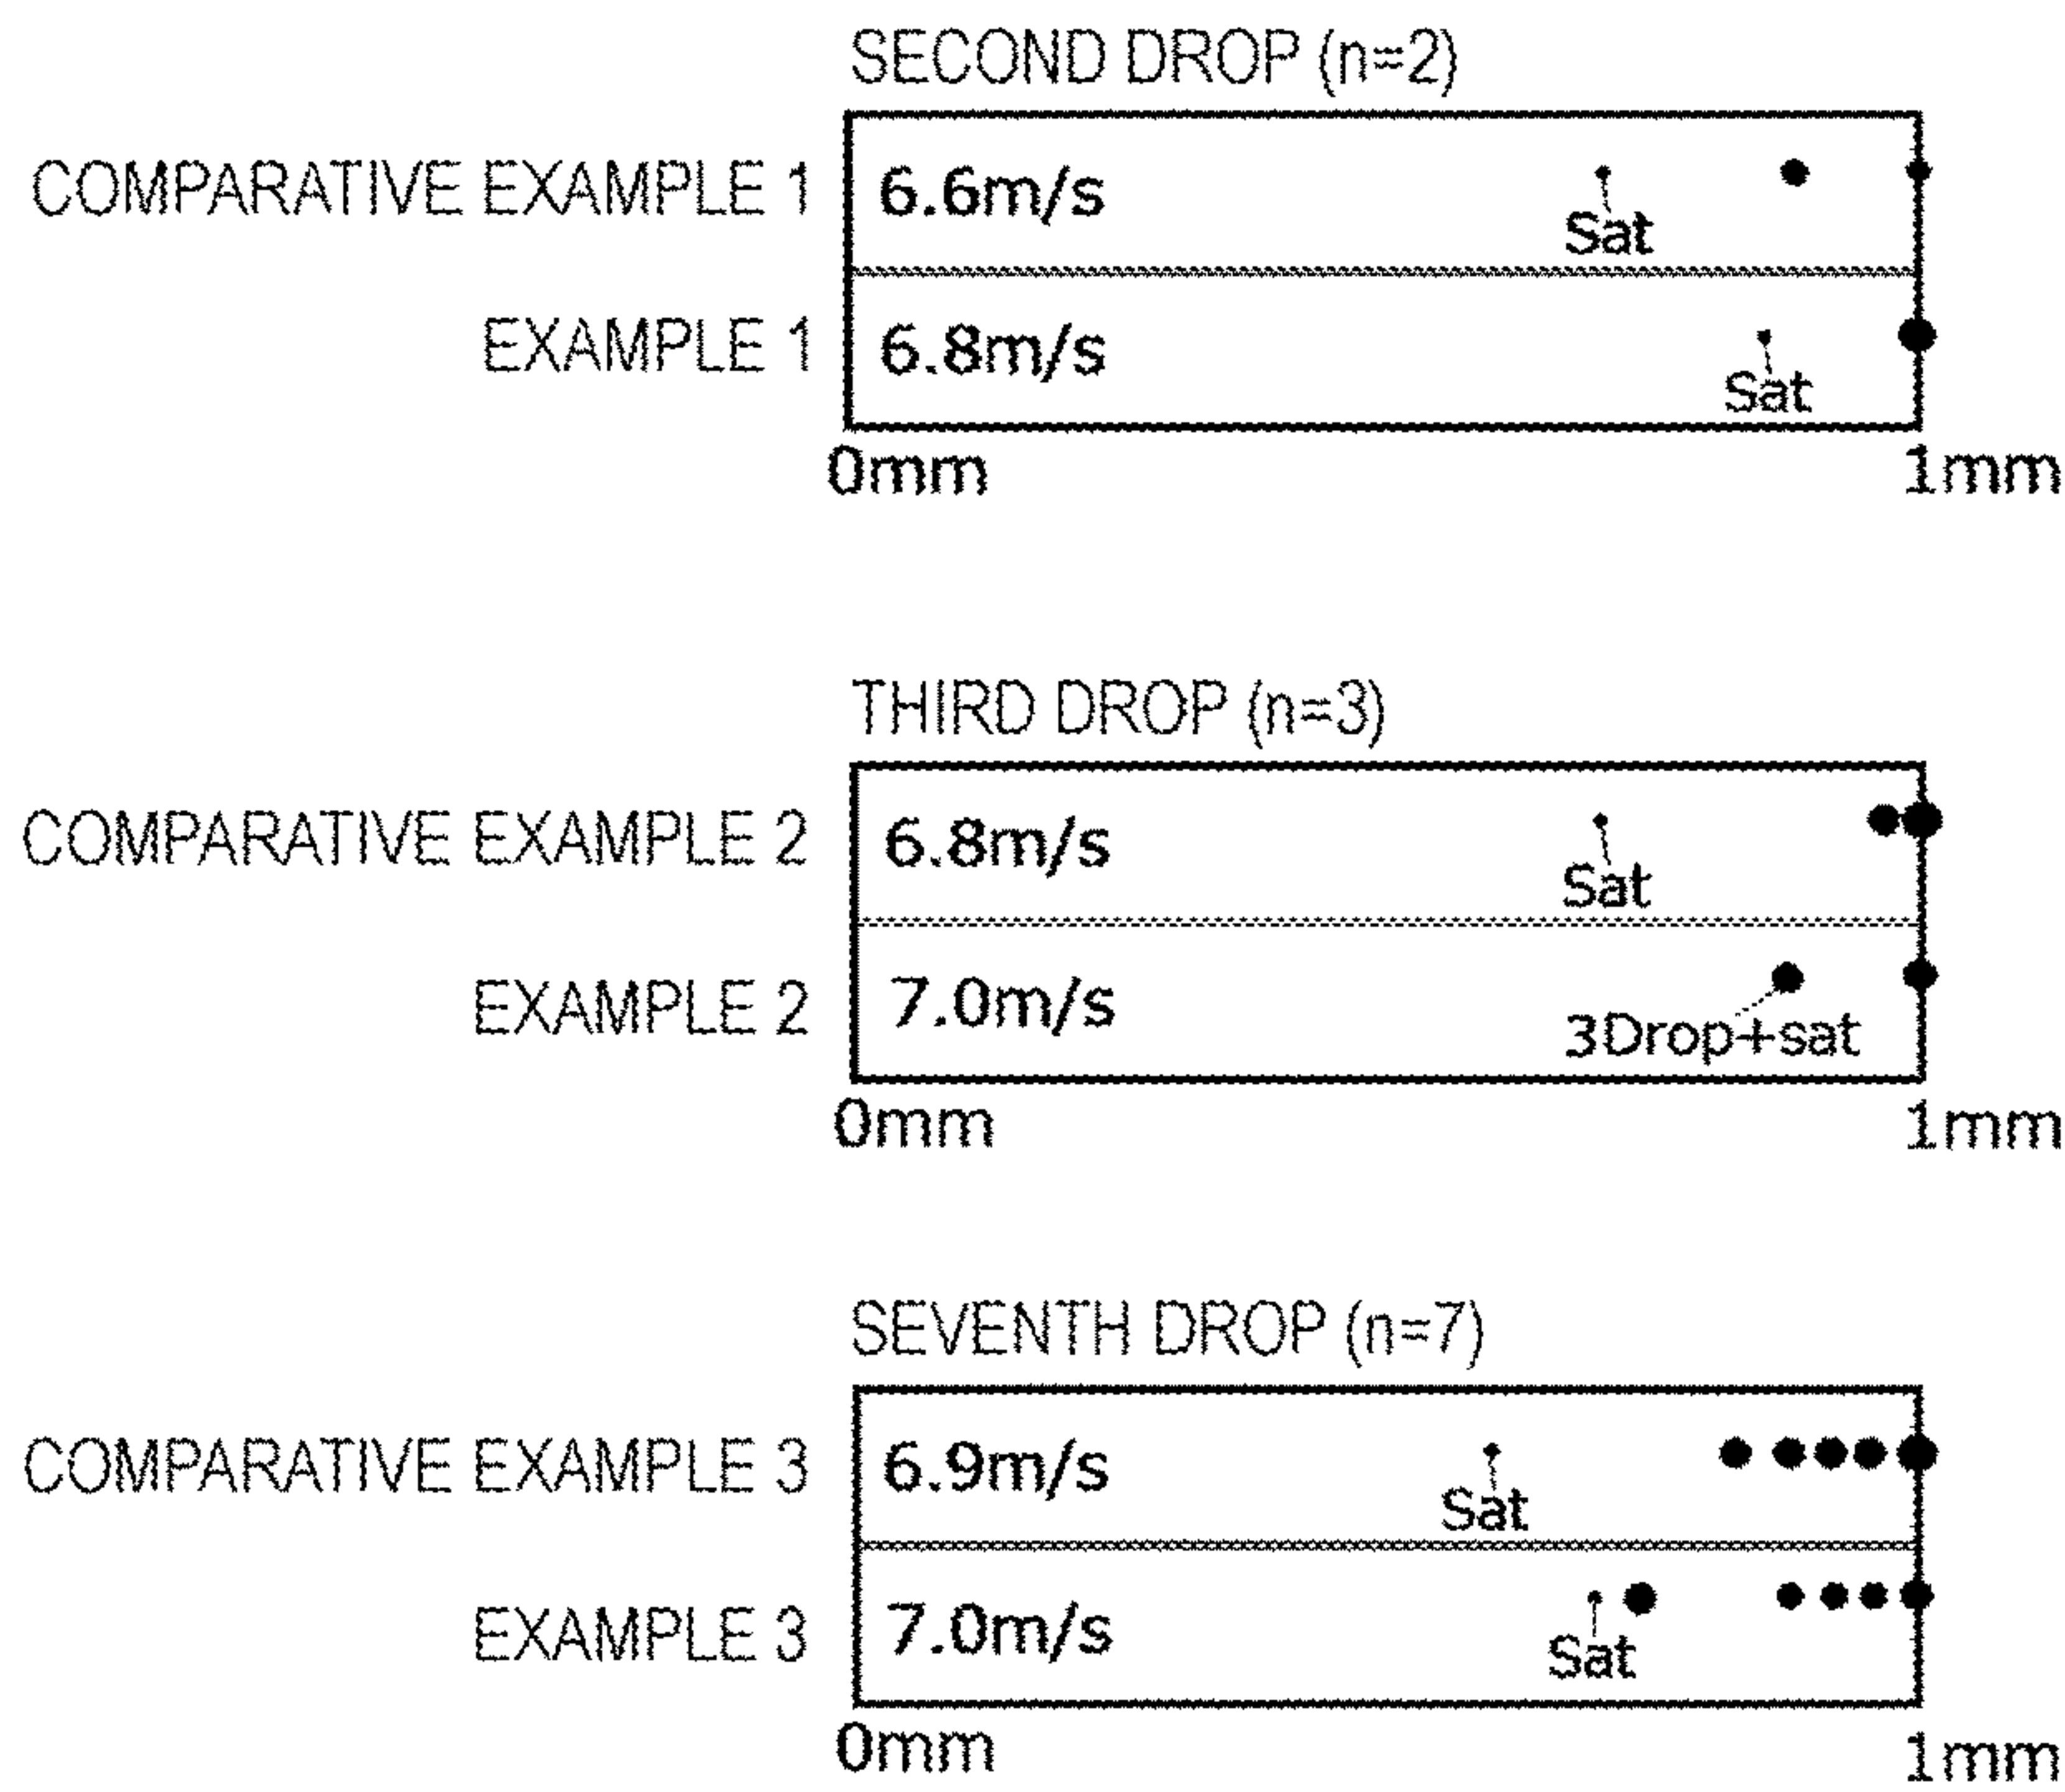 SECOND DROP (n=2)
COMPARATIVE EXAMPLE 1 6.6m/s
Sat
EXAMPLE 1 6.8m/s
Sat
0mm 1mm
THIRD DROP (n=3)
COMPARATIVE EXAMPLE 2 6.8m/s
Sat
EXAMPLE 2 7.0m/s
3Drop+sat
0mm 1mm
SEVENTH DROP (n=7)
COMPARATIVE EXAMPLE 3 6.9m/s
Sat
EXAMPLE 3 7.0m/s
Sat
0mm 1mm